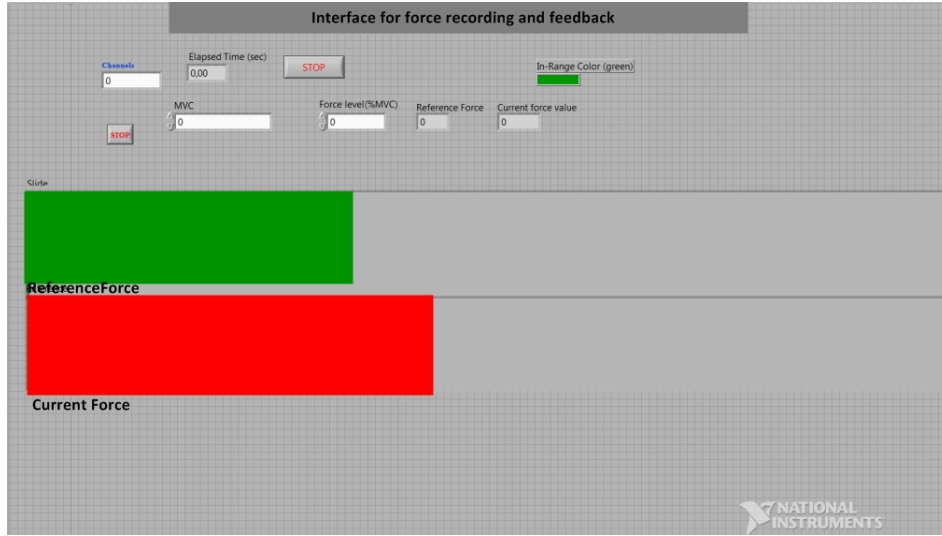 Interface for force recording and feedback
Channels
0
Elapsed Time (sec)
0,00
STOP
In-Range Color (green)
STOP
MVC
0
Force level(%MVC)
0
Reference Force
0
Current force value
0
Slide
ReferenceForce
Current Force
NATIONAL
INSTRUMENTS